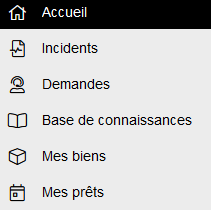 Accueil
Incidents
Demandes
Base de connaissances
Mes biens
Mes prêts